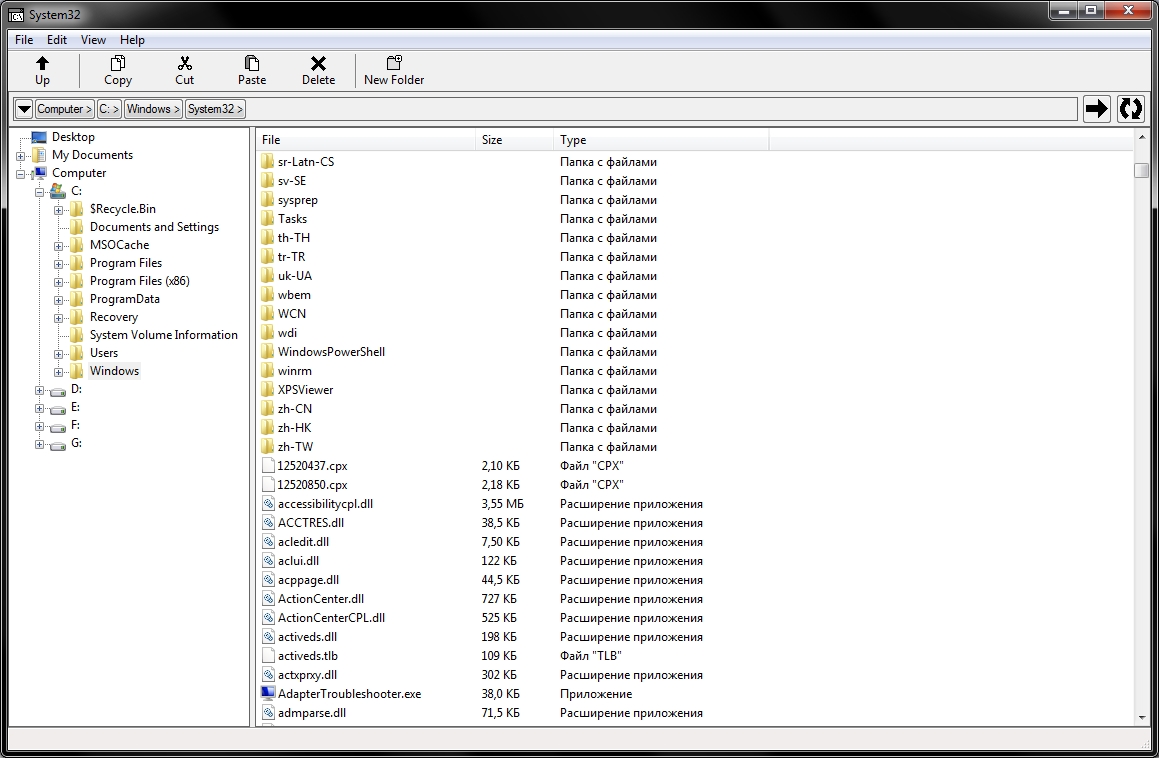 System32
File Edit View Help
Up Copy Cut Paste Delete New Folder
Computer > C: > Windows > System32 >
Desktop
My Documents
Computer
C:
$Recycle.Bin
Documents and Settings
MSOCache
Program Files
Program Files (x86)
ProgramData
Recovery
System Volume Information
Users
Windows
D:
E:
F:
G:
File Size Type
sr-Latn-CS Папка с файлами
sv-SE Папка с файлами
sysprep Папка с файлами
Tasks Папка с файлами
th-TH Папка с файлами
tr-TR Папка с файлами
uk-UA Папка с файлами
wbem Папка с файлами
WCN Папка с файлами
wdi Папка с файлами
WindowsPowerShell Папка с файлами
winrm Папка с файлами
XPSViewer Папка с файлами
zh-CN Папка с файлами
zh-HK Папка с файлами
zh-TW Папка с файлами
12520437.cpx 2,10 КБ Файл "CPX"
12520850.cpx 2,18 КБ Файл "CPX"
accessibilitycpl.dll 3,55 МБ Расширение приложения
ACCTRES.dll 38,5 КБ Расширение приложения
acledit.dll 7,50 КБ Расширение приложения
aclui.dll 122 КБ Расширение приложения
acppage.dll 44,5 КБ Расширение приложения
ActionCenter.dll 727 КБ Расширение приложения
ActionCenterCPL.dll 525 КБ Расширение приложения
activeds.dll 198 КБ Расширение приложения
activeds.tlb 109 КБ Файл "TLB"
actxprxy.dll 302 КБ Расширение приложения
AdapterTroubleshooter.exe 38,0 КБ Приложение
admparse.dll 71,5 КБ Расширение приложения